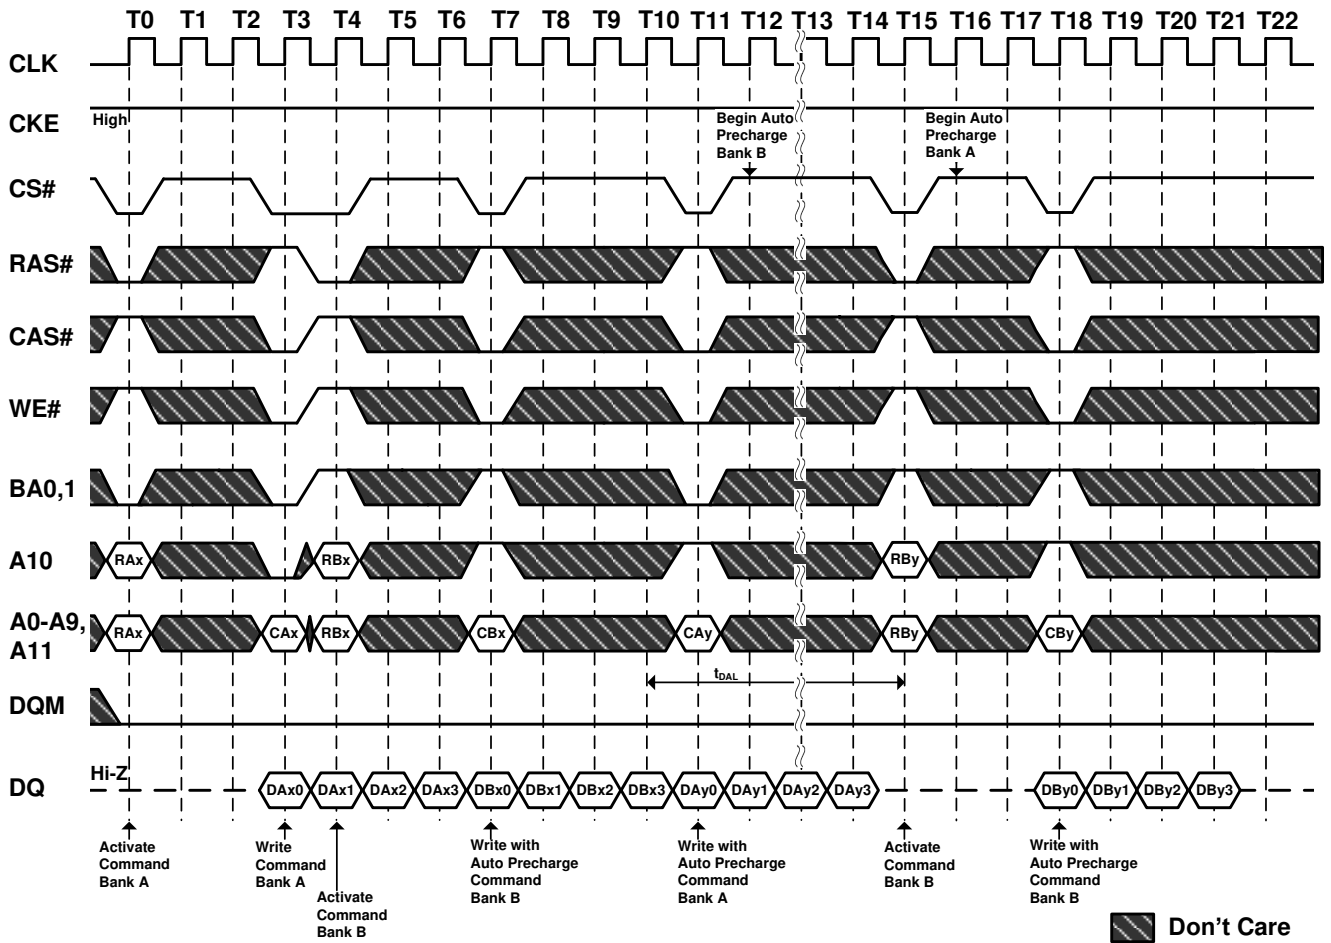 T0 T1 T2 T3 T4 T5 T6 T7 T8 T9 T10 T11 T12 T13 T14 T15 T16 T17 T18 T19 T20 T21 T22
CLK
CKE
High
Begin Auto
Precharge
Bank B
Begin Auto
Precharge
Bank A
CS#
RAS#
CAS#
WE#
BA0,1
A10
RAx RBx RBy
A0-A9,
A11
RAx CAx RBx CBx CAy RBy CBy
tDAL
DQM
DQ
Hi-Z
DAx0 DAx1 DAx2 DAx3 DBx0 DBx1 DBx2 DBx3 DAy0 DAy1 DAy2 DAy3 DBy0 DBy1 DBy2 DBy3
Activate
Command
Bank A
Write
Command
Bank A
Activate
Command
Bank B
Write with
Auto Precharge
Command
Bank B
Write with
Auto Precharge
Command
Bank A
Activate
Command
Bank B
Write with
Auto Precharge
Command
Bank B
Don't Care